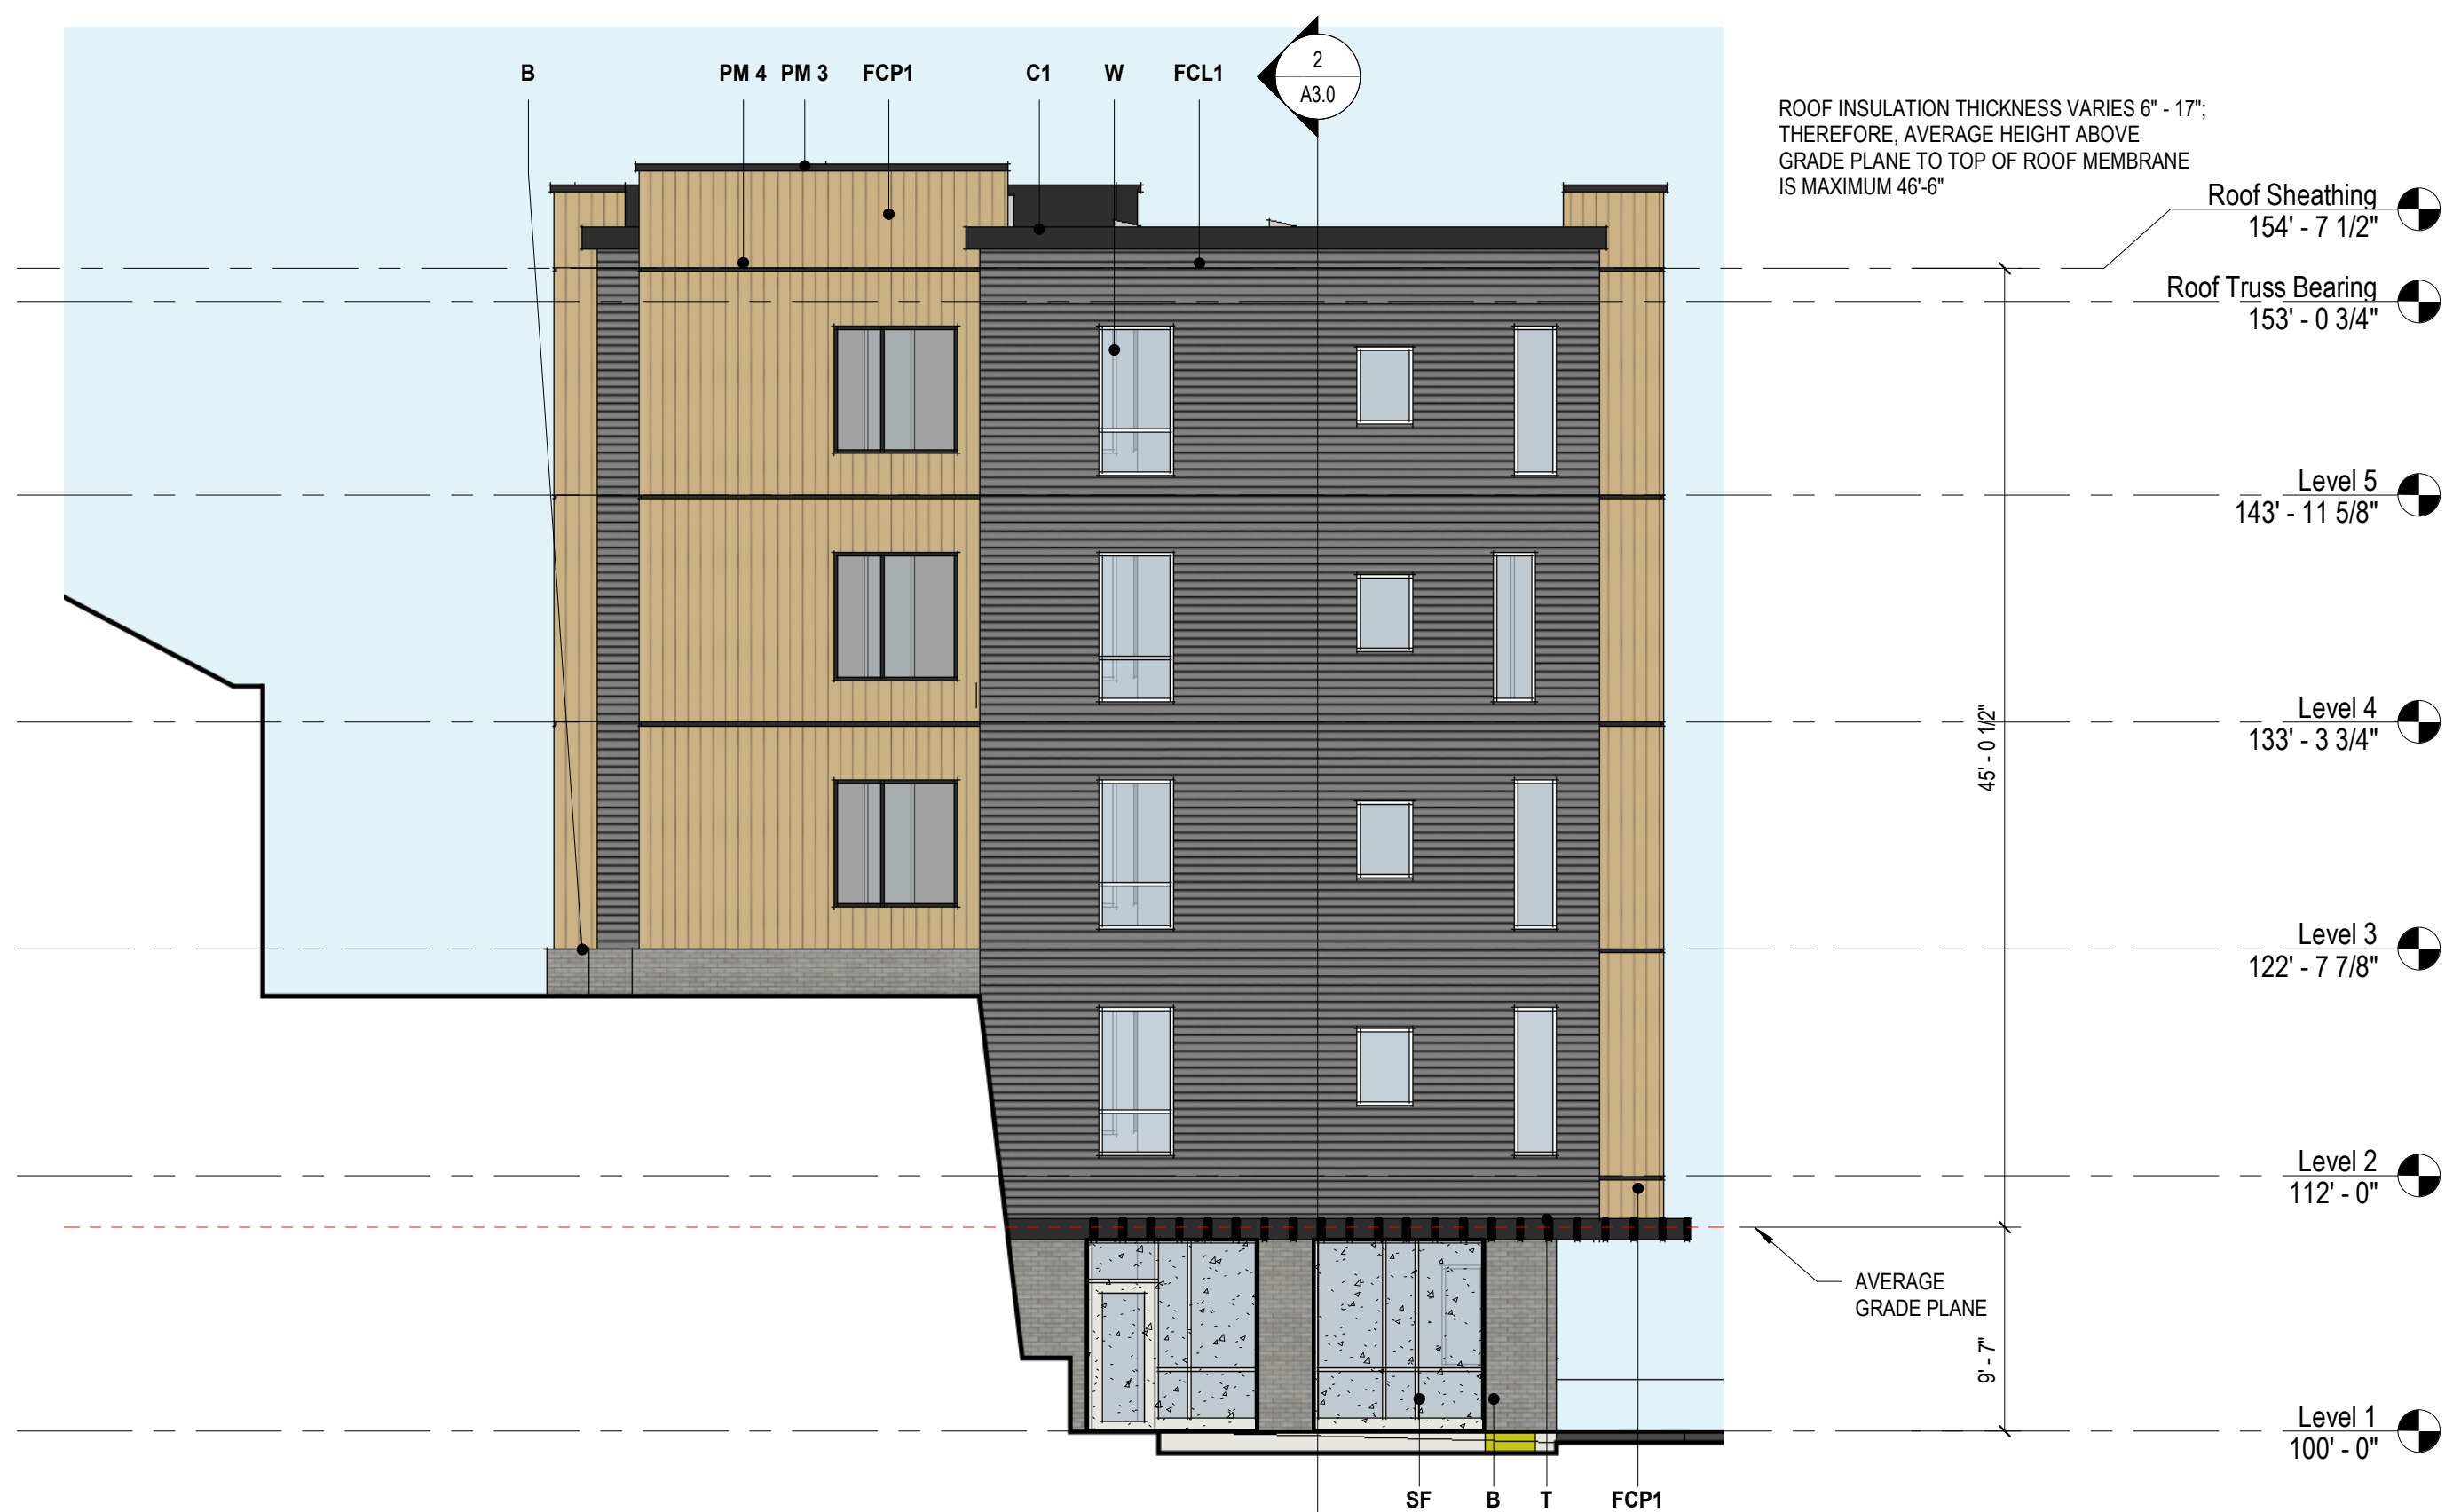 B
PM 4
PM 3
FCP1
C1
W
FCL1
2
A3.0
ROOF INSULATION THICKNESS VARIES 6" - 17";
THEREFORE, AVERAGE HEIGHT ABOVE
GRADE PLANE TO TOP OF ROOF MEMBRANE
IS MAXIMUM 46'-6"
Roof Sheathing
154' - 7 1/2"
Roof Truss Bearing
153' - 0 3/4"
Level 5
143' - 11 5/8"
Level 4
133' - 3 3/4"
45' - 0 1/2"
Level 3
122' - 7 7/8"
Level 2
112' - 0"
AVERAGE
GRADE PLANE
9' - 7"
Level 1
100' - 0"
SF
B
T
FCP1